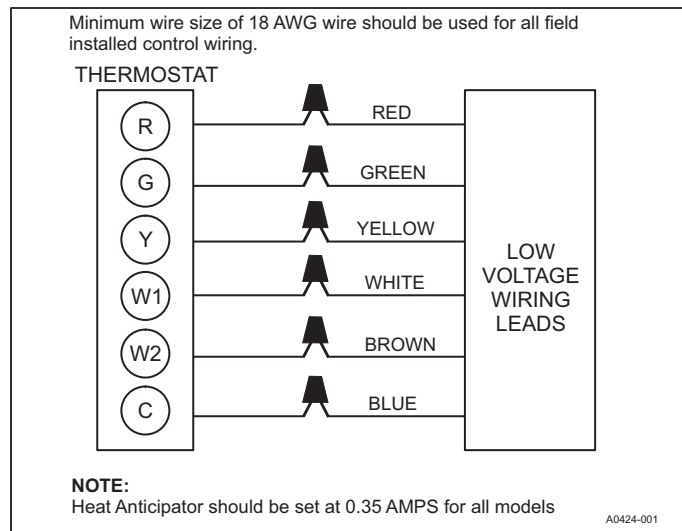 Minimum wire size of 18 AWG wire should be used for all field
installed control wiring.
THERMOSTAT
R
RED
G
GREEN
Y
YELLOW
W1
WHITE
W2
BROWN
C
BLUE
LOW
VOLTAGE
WIRING
LEADS
NOTE:
Heat Anticipator should be set at 0.35 AMPS for all models
A0424-001